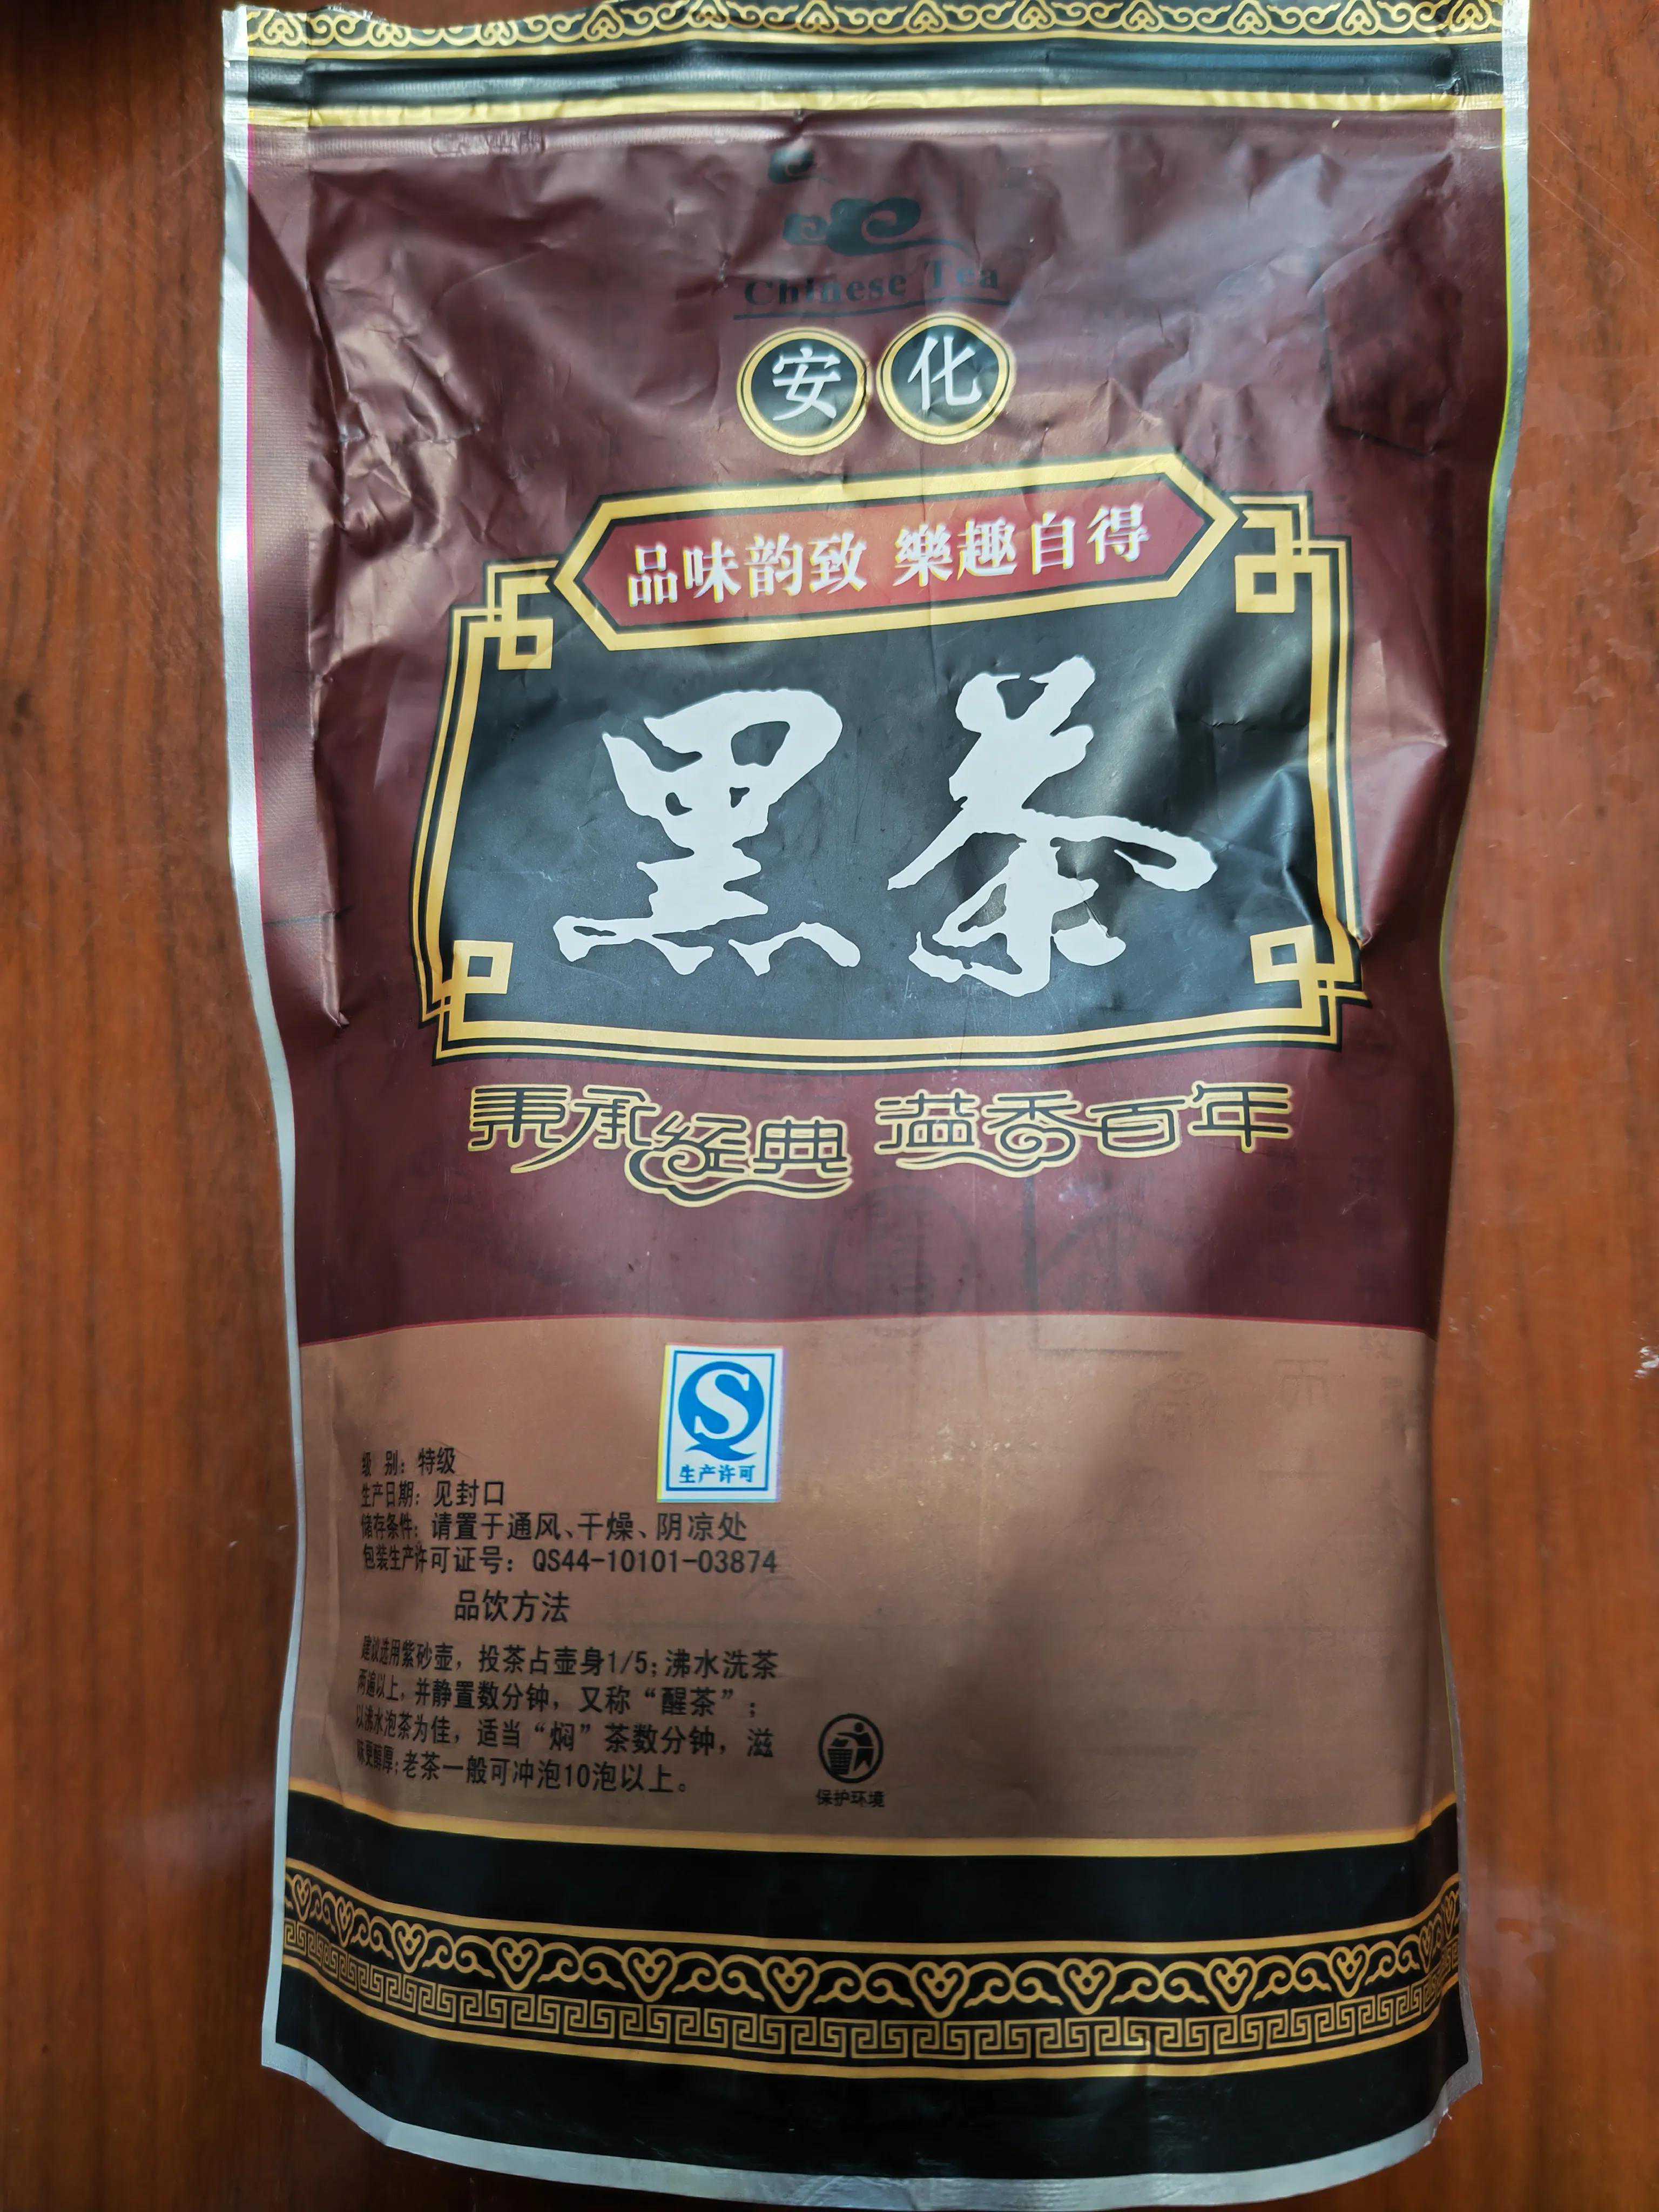 Chinese Tea
安化
品味韵致 樂趣自得
黑茶
秉承经典 溢香百年
QS
生产许可
级 别：特级
生产日期：见封口
储存条件：请置于通风、干燥、阴凉处
包装生产许可证号：QS44-10101-03874
品饮方法
建议选用紫砂壶，投茶占壶身1/5；沸水洗茶
两遍以上，并静置数分钟，又称“醒茶”；
以沸水泡茶为佳，适当“焖”茶数分钟，滋
味更醇厚；老茶一般可冲泡10泡以上。
保护环境